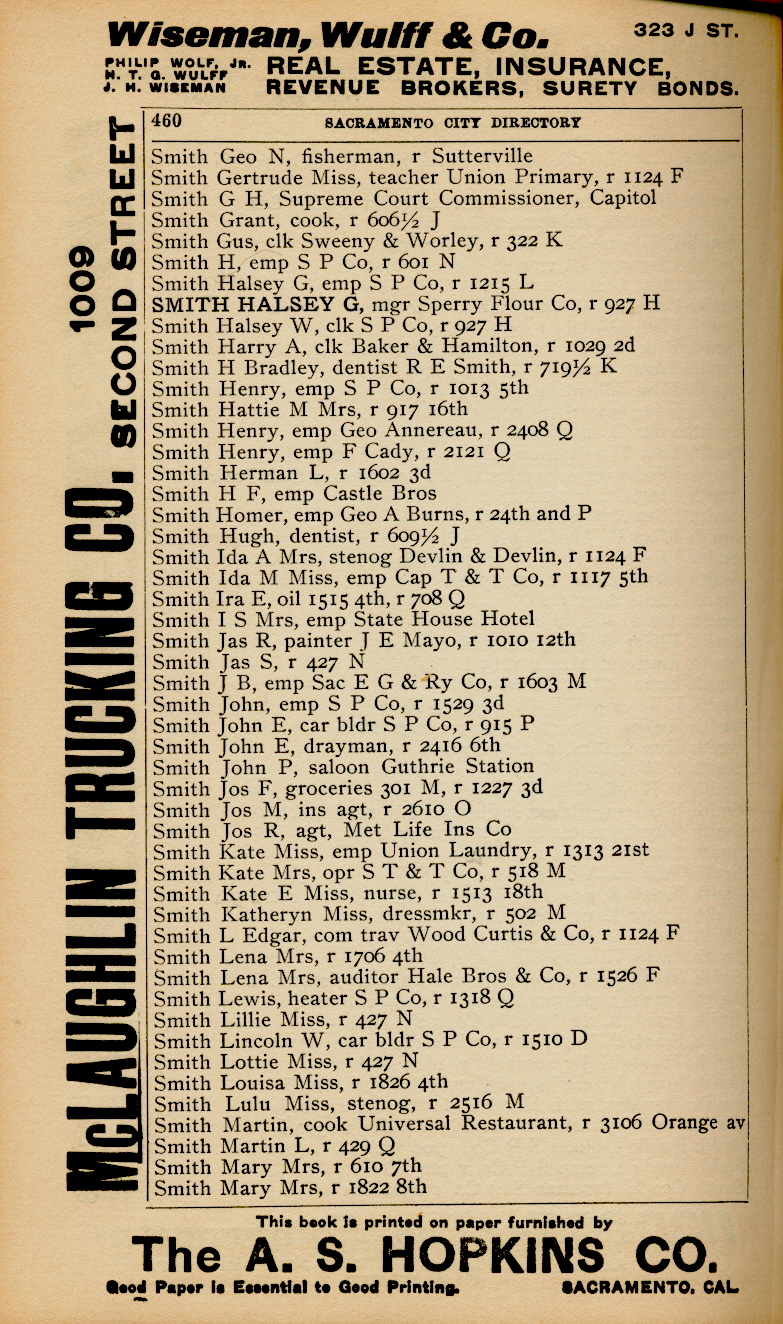 Wiseman, Wulff & Co. 323 J ST.
PHILIP WOLF, JR.
H. T. G. WULFF
J. H. WISEMAN
REAL ESTATE, INSURANCE,
REVENUE BROKERS, SURETY BONDS.
McLAUGHLIN TRUCKING CO. 1009 SECOND STREET
460 SACRAMENTO CITY DIRECTORY
Smith Geo N, fisherman, r Sutterville
Smith Gertrude Miss, teacher Union Primary, r 1124 F
Smith G H, Supreme Court Commissioner, Capitol
Smith Grant, cook, r 606½ J
Smith Gus, clk Sweeny & Worley, r 322 K
Smith H, emp S P Co, r 601 N
Smith Halsey G, emp S P Co, r 1215 L
SMITH HALSEY G, mgr Sperry Flour Co, r 927 H
Smith Halsey W, clk S P Co, r 927 H
Smith Harry A, clk Baker & Hamilton, r 1029 2d
Smith H Bradley, dentist R E Smith, r 719½ K
Smith Henry, emp S P Co, r 1013 5th
Smith Hattie M Mrs, r 917 16th
Smith Henry, emp Geo Annereau, r 2408 Q
Smith Henry, emp F Cady, r 2121 Q
Smith Herman L, r 1602 3d
Smith H F, emp Castle Bros
Smith Homer, emp Geo A Burns, r 24th and P
Smith Hugh, dentist, r 609½ J
Smith Ida A Mrs, stenog Devlin & Devlin, r 1124 F
Smith Ida M Miss, emp Cap T & T Co, r 1117 5th
Smith Ira E, oil 1515 4th, r 708 Q
Smith I S Mrs, emp State House Hotel
Smith Jas R, painter J E Mayo, r 1010 12th
Smith Jas S, r 427 N
Smith J B, emp Sac E G & Ry Co, r 1603 M
Smith John, emp S P Co, r 1529 3d
Smith John E, car bldr S P Co, r 915 P
Smith John E, drayman, r 2416 6th
Smith John P, saloon Guthrie Station
Smith Jos F, groceries 301 M, r 1227 3d
Smith Jos M, ins agt, r 2610 O
Smith Jos R, agt, Met Life Ins Co
Smith Kate Miss, emp Union Laundry, r 1313 21st
Smith Kate Mrs, opr S T & T Co, r 518 M
Smith Kate E Miss, nurse, r 1513 18th
Smith Katheryn Miss, dressmkr, r 502 M
Smith L Edgar, com trav Wood Curtis & Co, r 1124 F
Smith Lena Mrs, r 1706 4th
Smith Lena Mrs, auditor Hale Bros & Co, r 1526 F
Smith Lewis, heater S P Co, r 1318 Q
Smith Lillie Miss, r 427 N
Smith Lincoln W, car bldr S P Co, r 1510 D
Smith Lottie Miss, r 427 N
Smith Louisa Miss, r 1826 4th
Smith Lulu Miss, stenog, r 2516 M
Smith Martin, cook Universal Restaurant, r 3106 Orange av
Smith Martin L, r 429 Q
Smith Mary Mrs, r 610 7th
Smith Mary Mrs, r 1822 8th
This book is printed on paper furnished by
The A. S. HOPKINS CO.
Good Paper is Essential to Good Printing. SACRAMENTO, CAL.